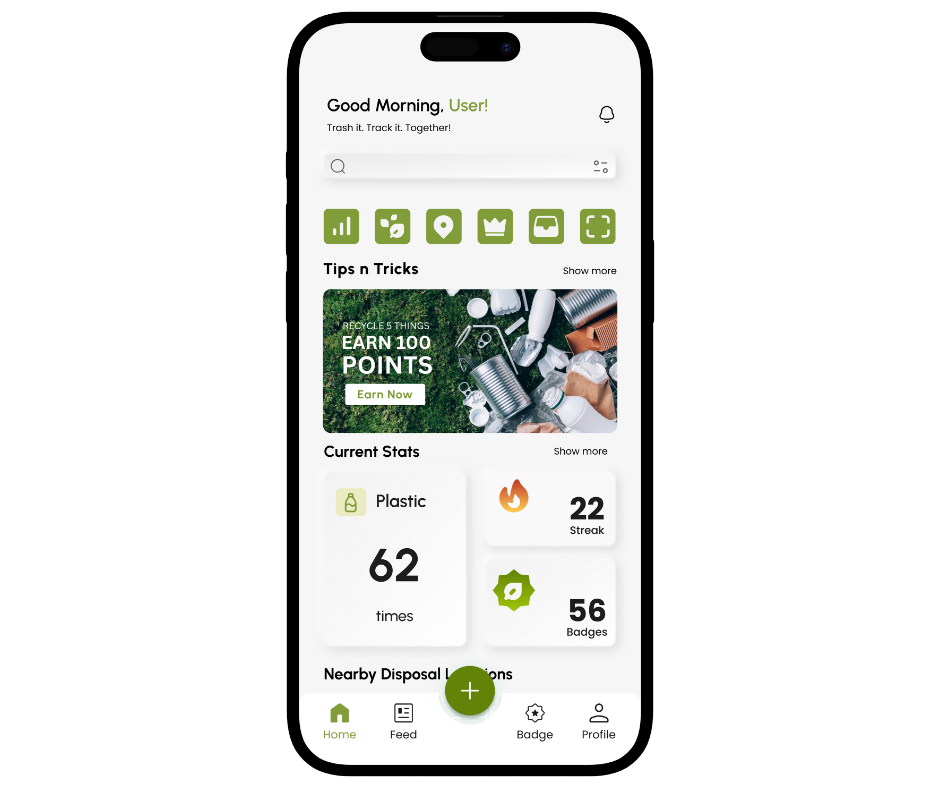 Good Morning, User!
Trash it. Track it. Together!
Tips n Tricks
Show more
RECYCLE 5 THINGS
EARN 100
POINTS
Earn Now
Current Stats
Show more
Plastic
62
times
22
Streak
56
Badges
Nearby Disposal
Home
Feed
Badge
Profile